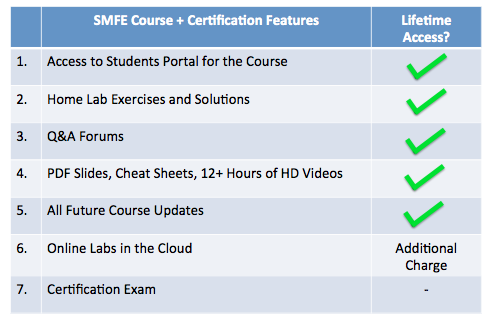 SMFE Course + Certification Features
Lifetime
Access?
1. Access to Students Portal for the Course
2. Home Lab Exercises and Solutions
3. Q&A Forums
4. PDF Slides, Cheat Sheets, 12+ Hours of HD Videos
5. All Future Course Updates
6. Online Labs in the Cloud
Additional
Charge
7. Certification Exam -